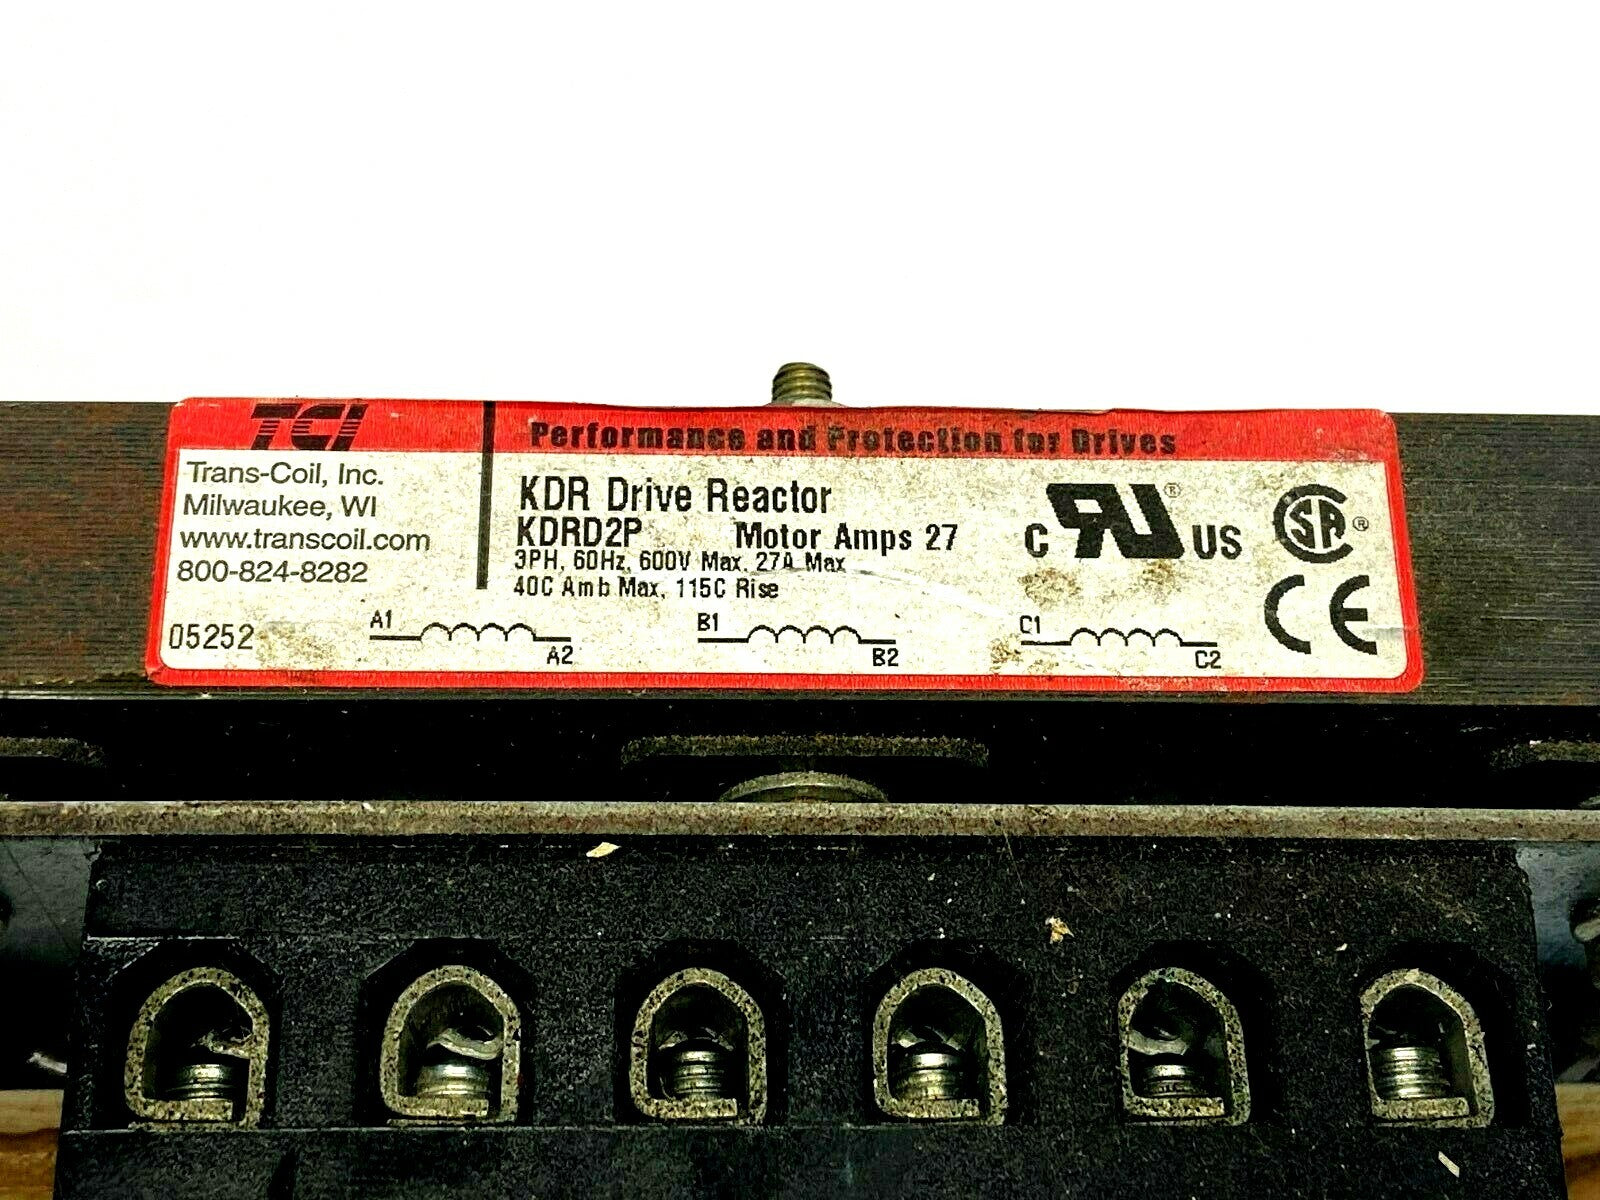 TCI
Performance and Protection for Drives
Trans-Coil, Inc.
Milwaukee, WI
www.transcoil.com
800-824-8282
05252
KDR Drive Reactor
KDRD2P Motor Amps 27
3PH, 60Hz, 600V Max, 27A Max
40C Amb Max, 115C Rise
C RU ® US
CSA ®
CE
A1
A2
B1
B2
C1
C2